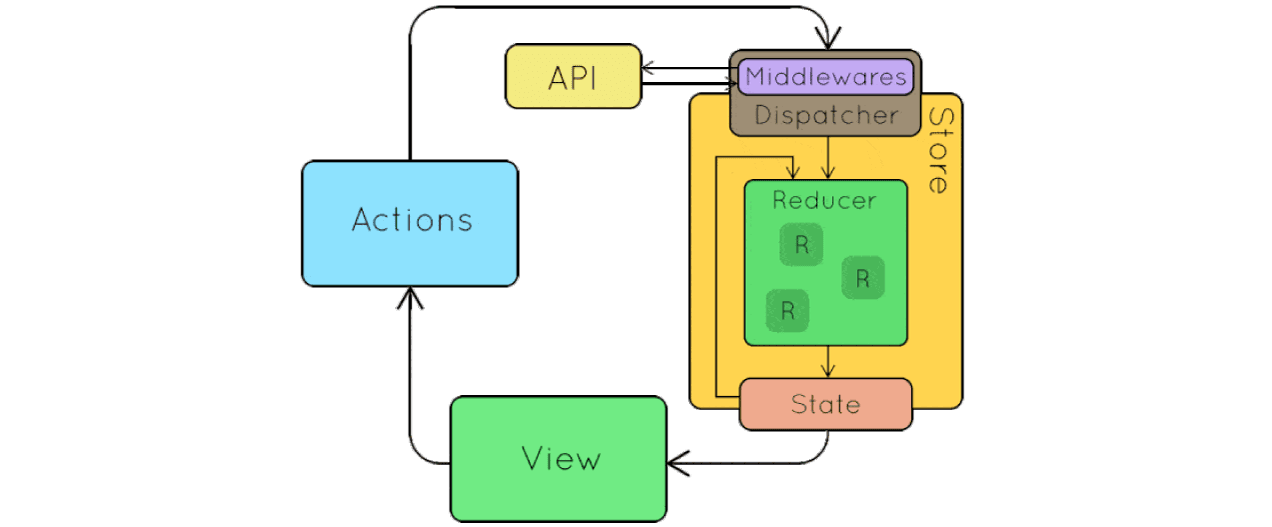 API
Middlewares
Dispatcher
Store
Actions
Reducer
R
R
R
State
View